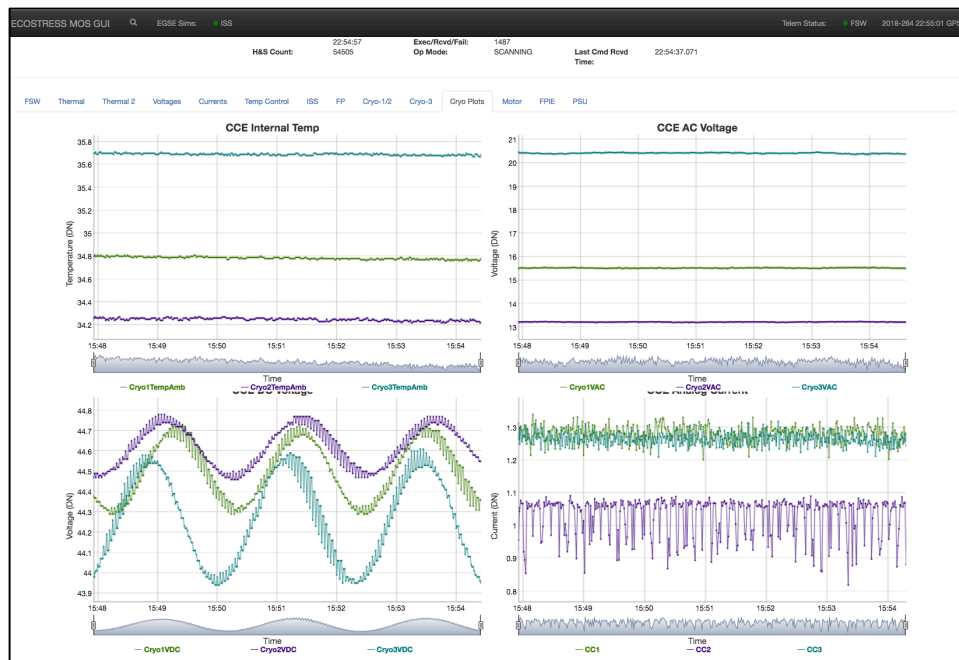 ECOSTRESS MOS GUI EGSE Sims: ISS Telem Status: FSW 2018-264 22:55:01 GPS
22:54:57 Exec/Rcvd/Fail: 1487
H&S Count: 54505 Op Mode: SCANNING Last Cmd Rcvd 22:54:37.071
Time:
FSW Thermal Thermal 2 Voltages Currents Temp Control ISS FP Cryo-1/2 Cryo-3 Cryo Plots Motor FPIE PSU
CCE Internal Temp
Temperature (DN)
35.8
35.6
35.4
35.2
35
34.8
34.6
34.4
34.2
15:48 15:49 15:50 15:51 15:52 15:53 15:54
Time
Cryo1TempAmb Cryo2TempAmb Cryo3TempAmb
CCE AC Voltage
Voltage (DN)
21
20
19
18
17
16
15
14
13
15:48 15:49 15:50 15:51 15:52 15:53 15:54
Time
Cryo1VAC Cryo2VAC Cryo3VAC
CCE DC Voltage
Voltage (DN)
44.8
44.7
44.6
44.5
44.4
44.3
44.2
44.1
44
43.9
15:48 15:49 15:50 15:51 15:52 15:53 15:54
Time
Cryo1VDC Cryo2VDC Cryo3VDC
CCE Analog Current
Current (DN)
1.3
1.2
1.1
1
0.9
0.8
15:48 15:49 15:50 15:51 15:52 15:53 15:54
Time
CC1 CC2 CC3